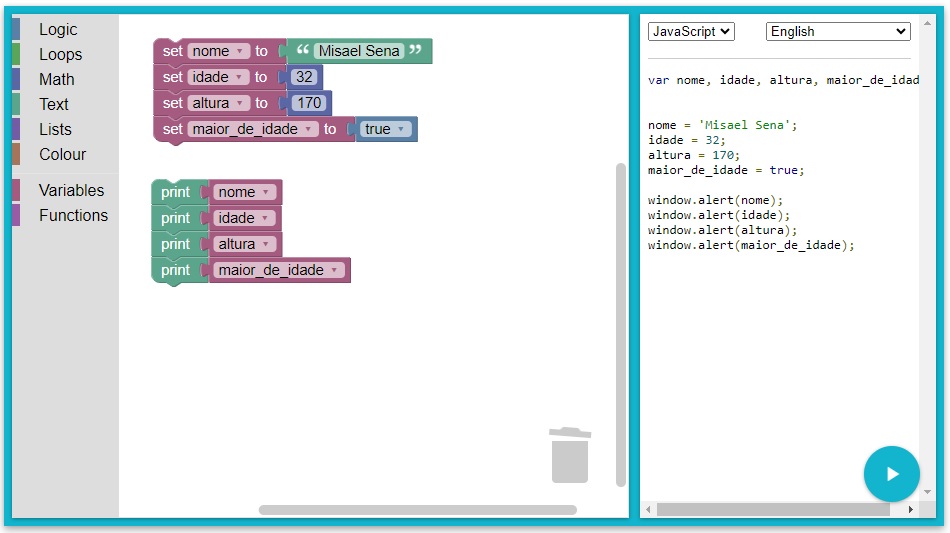 Logic
Loops
Math
Text
Lists
Colour
Variables
Functions
set nome to “ Misael Sena ”
set idade to 32
set altura to 170
set maior_de_idade to true
print nome
print idade
print altura
print maior_de_idade
JavaScript
English
var nome, idade, altura, maior_de_idad
nome = 'Misael Sena';
idade = 32;
altura = 170;
maior_de_idade = true;
window.alert(nome);
window.alert(idade);
window.alert(altura);
window.alert(maior_de_idade);